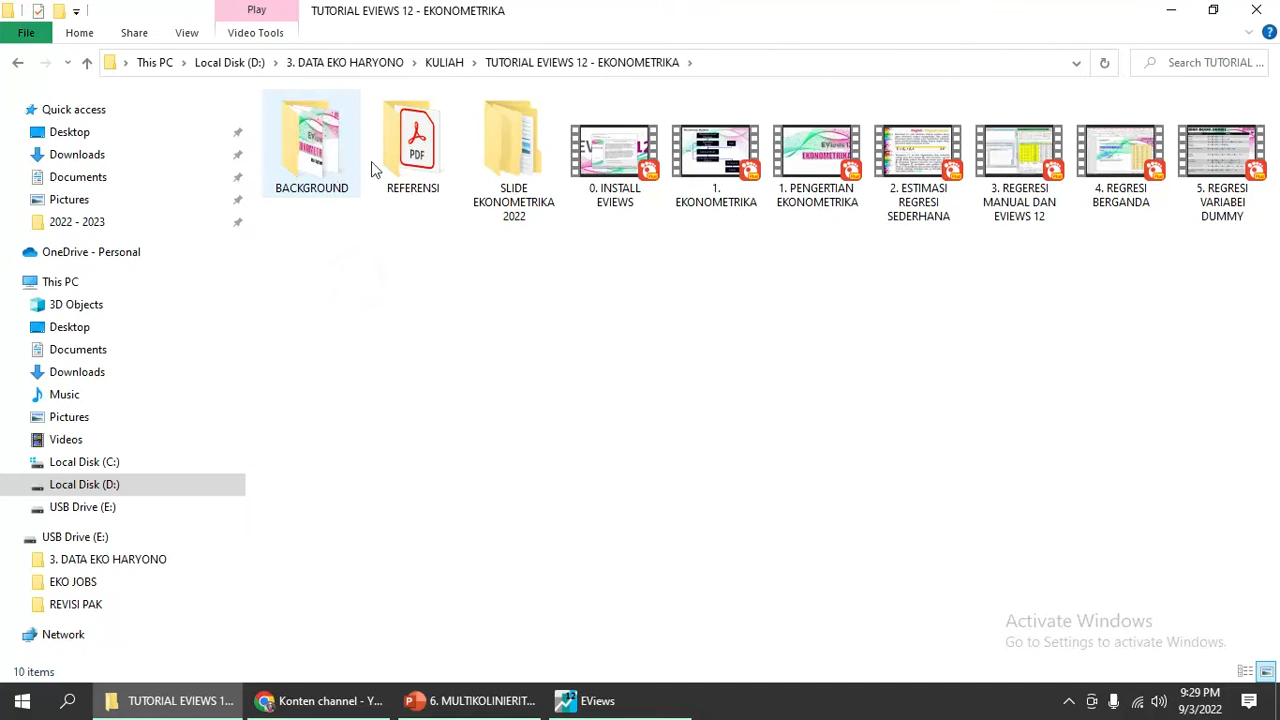 Play
TUTORIAL EVIEWS 12 - EKONOMETRIKA
File
Home
Share
View
Video Tools
This PC
Local Disk (D:)
3. DATA EKO HARYONO
KULIAH
TUTORIAL EVIEWS 12 - EKONOMETRIKA
Search TUTORIAL ...
Quick access
Desktop
Downloads
Documents
Pictures
2022 - 2023
OneDrive - Personal
This PC
3D Objects
Desktop
Documents
Downloads
Music
Pictures
Videos
Local Disk (C:)
Local Disk (D:)
USB Drive (E:)
USB Drive (E:)
3. DATA EKO HARYONO
EKO JOBS
REVISI PAK
Network
BACKGROUND
PDF
REFERENSI
SLIDE
EKONOMETRIKA
2022
0. INSTALL
EVIEWS
1.
EKONOMETRIKA
1. PENGERTIAN
EKONOMETRIKA
2. ESTIMASI
REGRESI
SEDERHANA
3. REGERESI
MANUAL DAN
EVIEWS 12
4. REGRESI
BERGANDA
5. REGRESI
VARIABEl
DUMMY
Activate Windows
Go to Settings to activate Windows.
10 items
TUTORIAL EVIEWS 1...
Konten channel - Y...
6. MULTIKOLINIERIT...
EViews
9:29 PM
9/3/2022